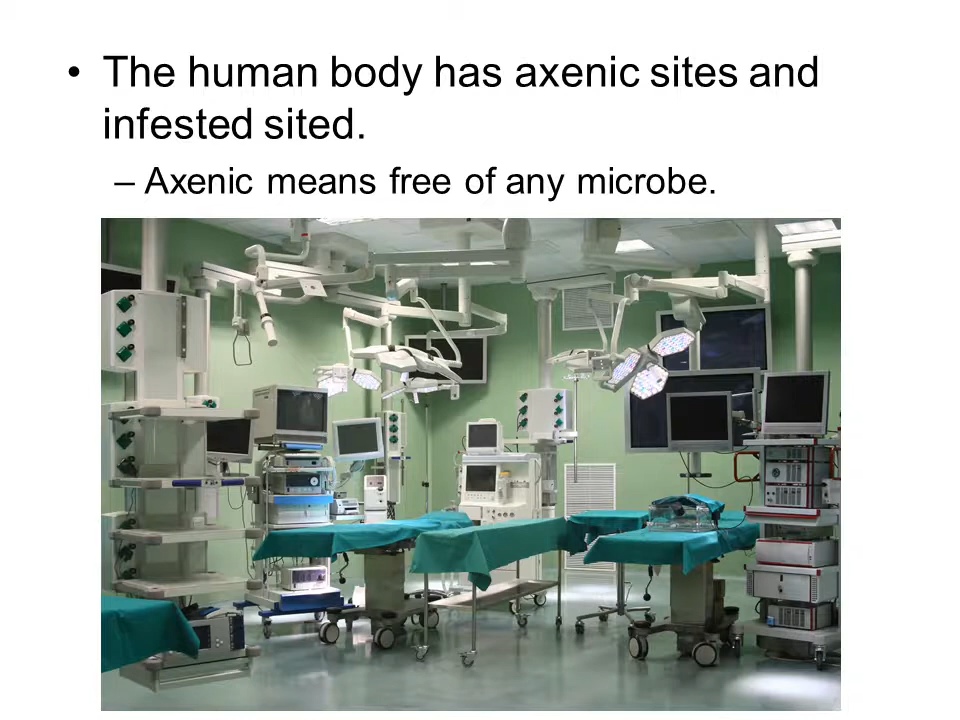 • The human body has axenic sites and
infested sited.
– Axenic means free of any microbe.